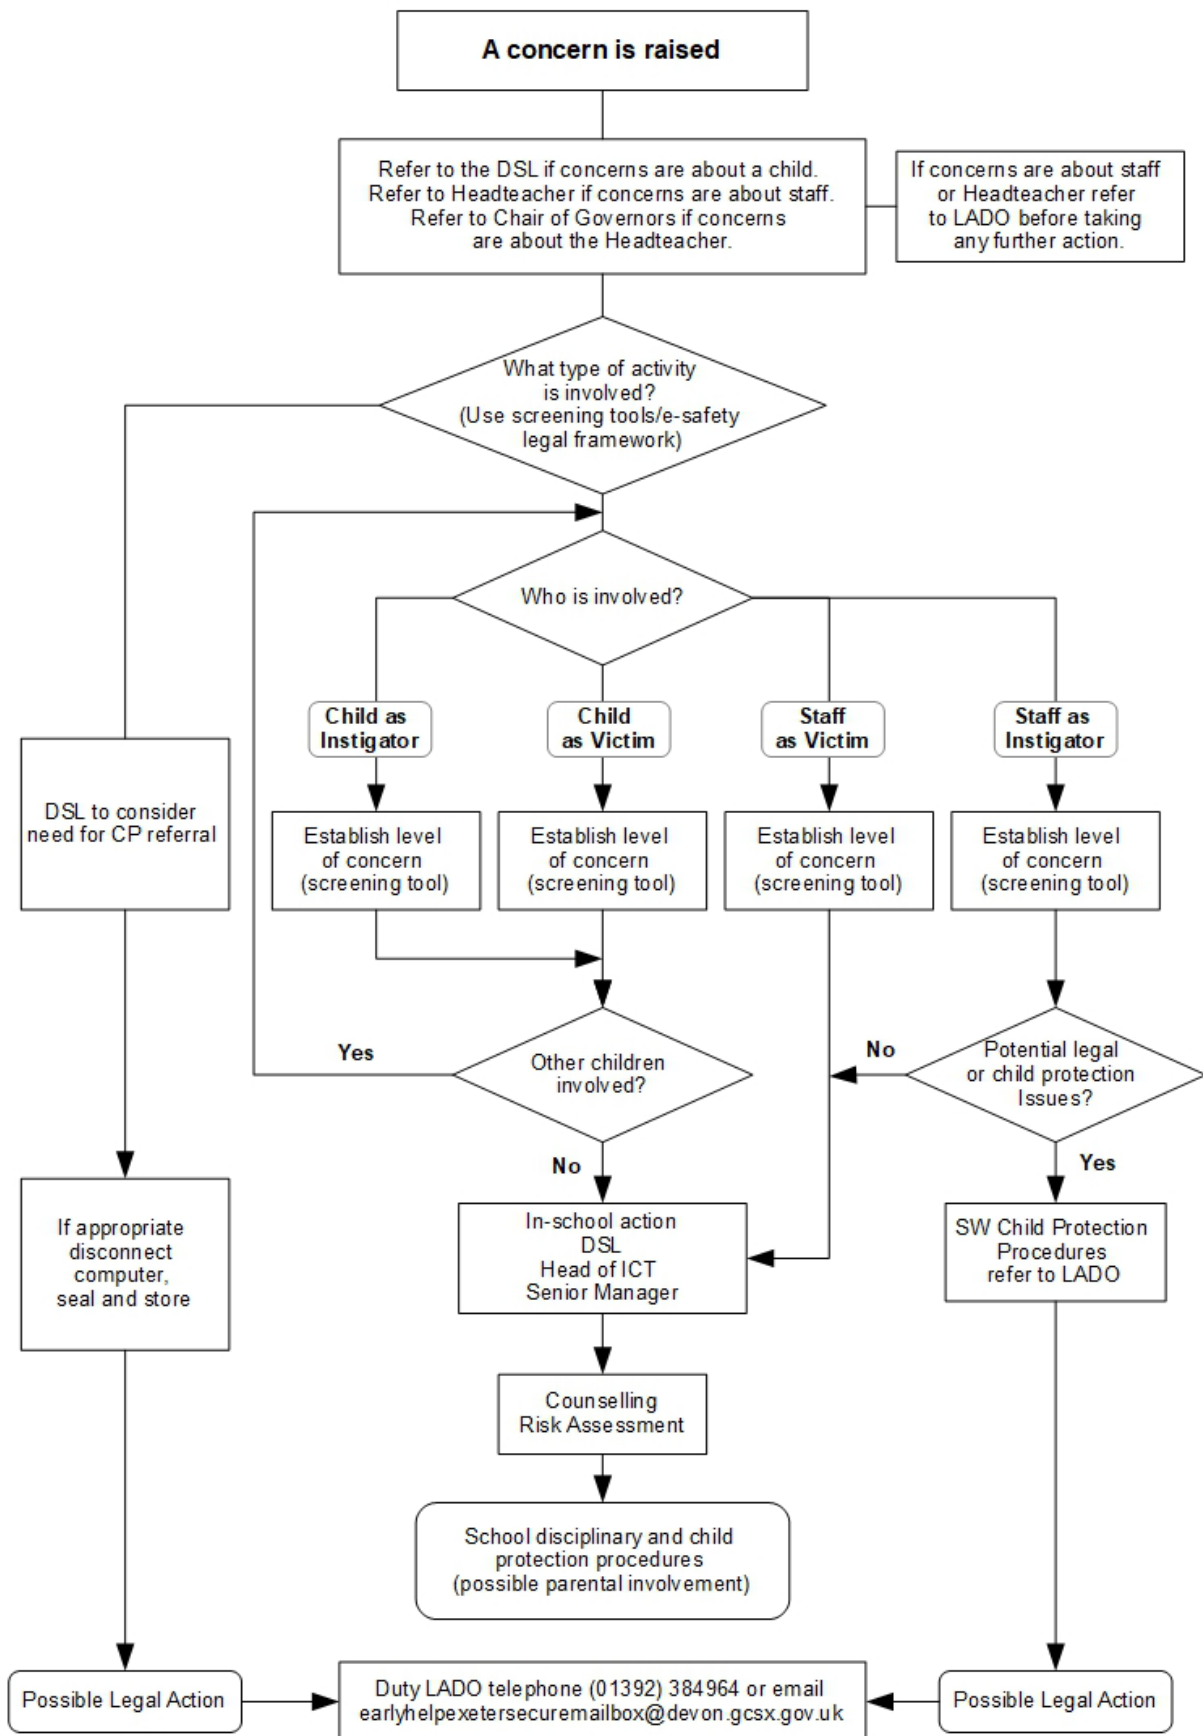 A concern is raised
Refer to the DSL if concerns are about a child.
Refer to Headteacher if concerns are about staff.
Refer to Chair of Governors if concerns
are about the Headteacher.
If concerns are about staff
or Headteacher refer
to LADO before taking
any further action.
What type of activity
is involved?
(Use screening tools/e-safety
legal framework)
Who is involved?
Child as
Instigator
Child
as Victim
Staff
as Victim
Staff as
Instigator
DSL to consider
need for CP referral
Establish level
of concern
(screening tool)
Establish level
of concern
(screening tool)
Establish level
of concern
(screening tool)
Establish level
of concern
(screening tool)
Yes
Other children
involved?
No
Potential legal
or child protection
Issues?
No
Yes
If appropriate
disconnect
computer,
seal and store
In-school action
DSL
Head of ICT
Senior Manager
SW Child Protection
Procedures
refer to LADO
Counselling
Risk Assessment
School disciplinary and child
protection procedures
(possible parental involvement)
Possible Legal Action
Duty LADO telephone (01392) 384964 or email
earlyhelpexetersecuremailbox@devon.gcsx.gov.uk
Possible Legal Action